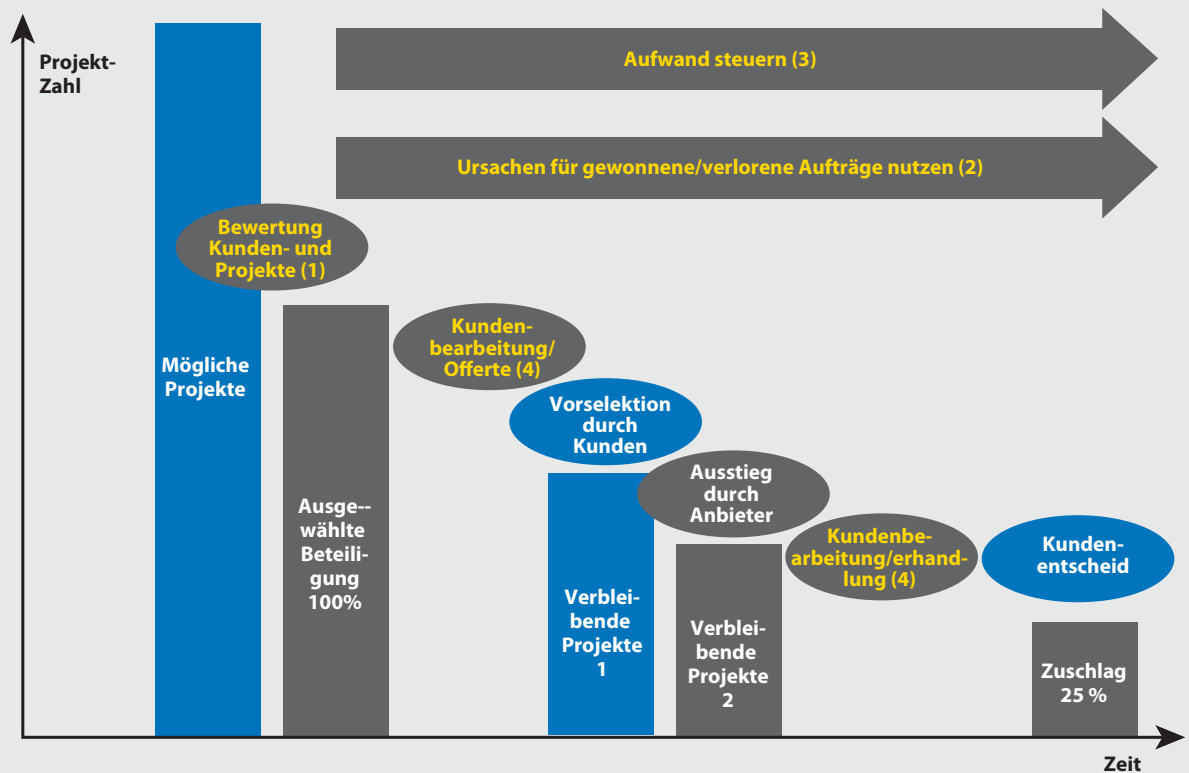 Projekt-
Zahl
Aufwand steuern (3)
Ursachen für gewonnene/verlorene Aufträge nutzen (2)
Bewertung
Kunden- und
Projekte (1)
Mögliche
Projekte
Kunden-
bearbeitung/
Offerte (4)
Vorselektion
durch
Kunden
Ausge--
wählte
Beteili-
gung
100%
Ausstieg
durch
Anbieter
Kundenbe-
arbeitung/erhand-
lung (4)
Kunden-
entscheid
Verblei-
bende
Projekte
1
Verblei-
bende
Projekte
2
Zuschlag
25 %
Zeit